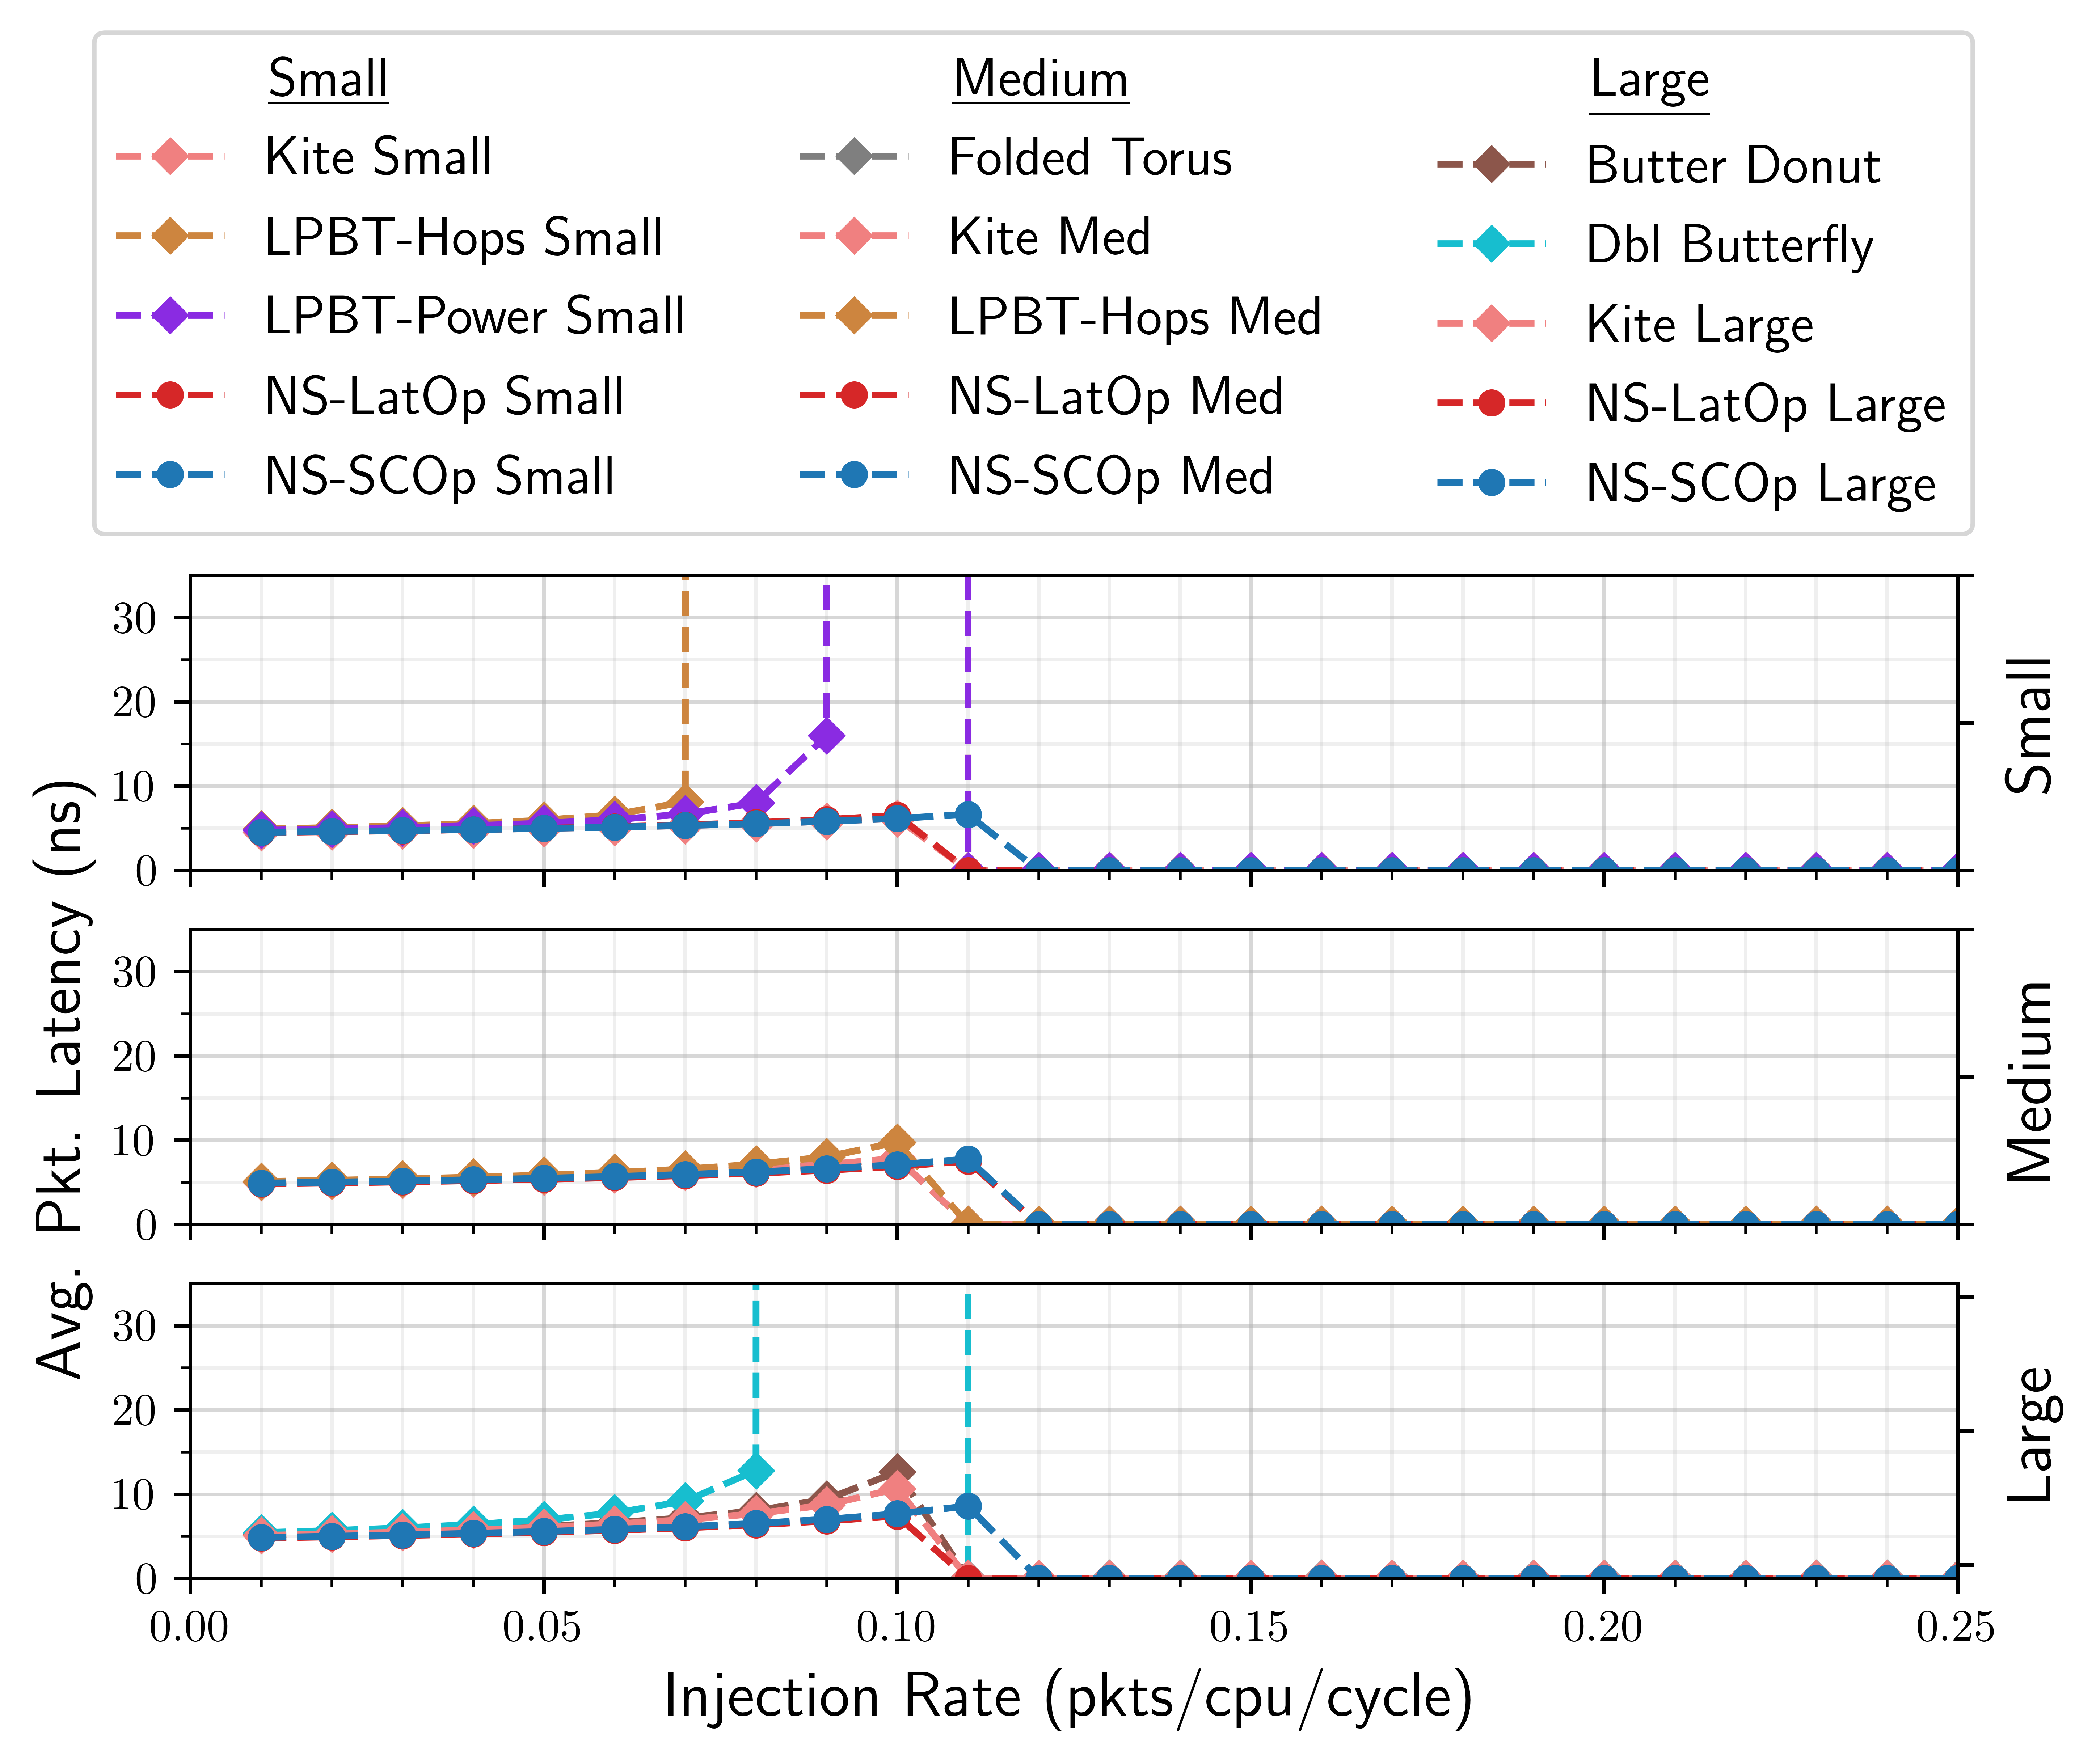 Small
Kite Small
LPBT-Hops Small
LPBT-Power Small
NS-LatOp Small
NS-SCOp Small
Medium
Folded Torus
Kite Med
LPBT-Hops Med
NS-LatOp Med
NS-SCOp Med
Large
Butter Donut
Dbl Butterfly
Kite Large
NS-LatOp Large
NS-SCOp Large
Avg. Pkt. Latency (ns)
30
20
10
0
Small
30
20
10
0
Medium
30
20
10
0
Large
0.00 0.05 0.10 0.15 0.20 0.25
Injection Rate (pkts/cpu/cycle)